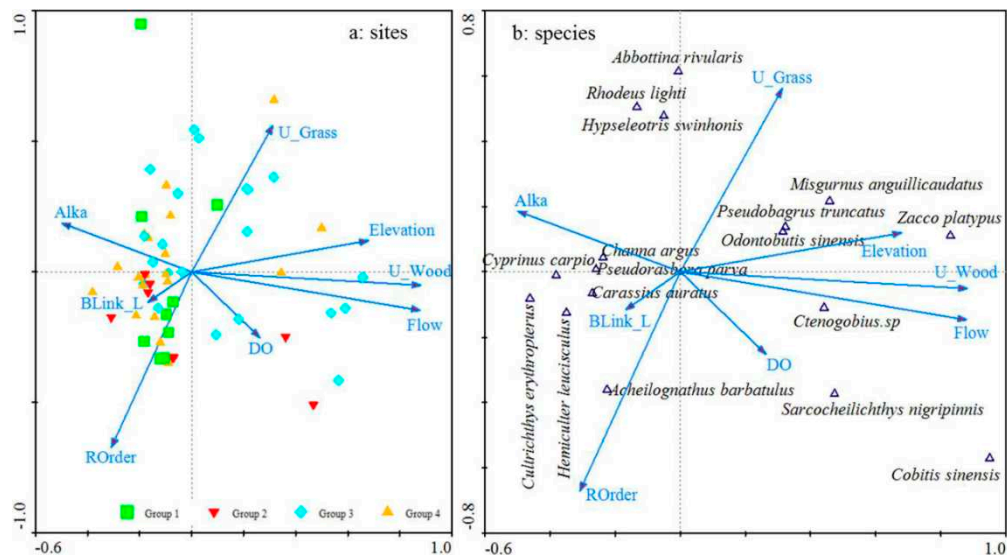 1.0
a: sites
U_Grass
Alka
Elevation
U_Wood
BLink_L
Flow
DO
ROrder
Group 1
Group 2
Group 3
Group 4
-1.0
-0.6
1.0
0.8
b: species
Abbottina rivularis
U_Grass
Rhodeus lighti
Hypseleotris swinhonis
Misgurnus anguillicaudatus
Alka
Pseudobagrus truncatus
Zacco platypus
Odontobutis sinensis
Elevation
Channa argus
Cyprinus carpio
Pseudorasbora parva
U_Wood
Carassius auratus
BLink_L
Ctenogobius.sp
Flow
DO
Acheilognathus barbatulus
Sarcocheilichthys nigripinnis
Cultrichthys erythropterus
Hemiculter leucisculus
Cobitis sinensis
ROrder
-0.8
-0.6
1.0